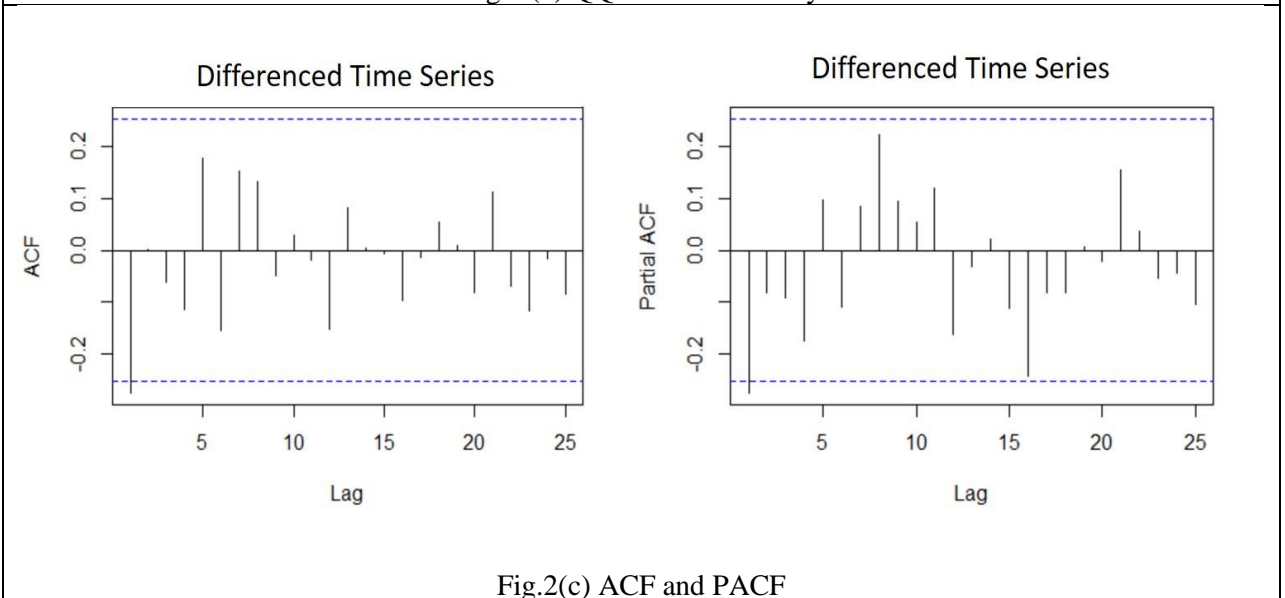 Differenced Time Series
ACF
0.2
0.1
0.0
-0.2
5 10 15 20 25
Lag
Differenced Time Series
Partial ACF
0.2
0.1
0.0
-0.2
5 10 15 20 25
Lag
Fig.2(c) ACF and PACF